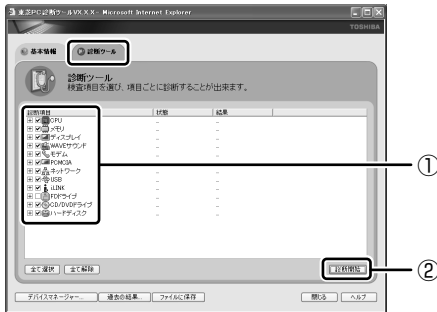 東芝PC診断ツールVX.X.X - Microsoft Internet Explorer
TOSHIBA
基本情報
診断ツール
診断ツール
検査項目を選び、項目ごとに診断することが出来ます。
診断項目 状態 結果
CPU - -
メモリ - -
ディスプレイ - -
WAVEサウンド - -
モデム - -
PCMCIA - -
ネットワーク - -
USB - -
i.LINK - -
FDドライブ - -
CD/DVDドライブ - -
ハードディスク - -
①
全て選択 全て解除 診断開始
②
デバイスマネージャー... 過去の結果... ファイルに保存 閉じる ヘルプ